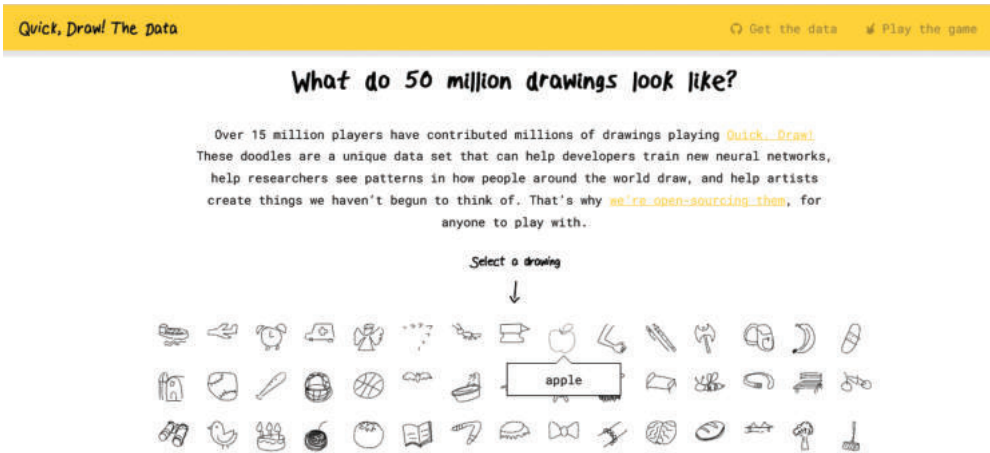 Quick, Draw! The Data
Get the data
Play the game
What do 50 million drawings look like?
Over 15 million players have contributed millions of drawings playing Quick, Draw!
These doodles are a unique data set that can help developers train new neural networks,
help researchers see patterns in how people around the world draw, and help artists
create things we haven't begun to think of. That's why we're open-sourcing them, for
anyone to play with.
Select a drawing
apple